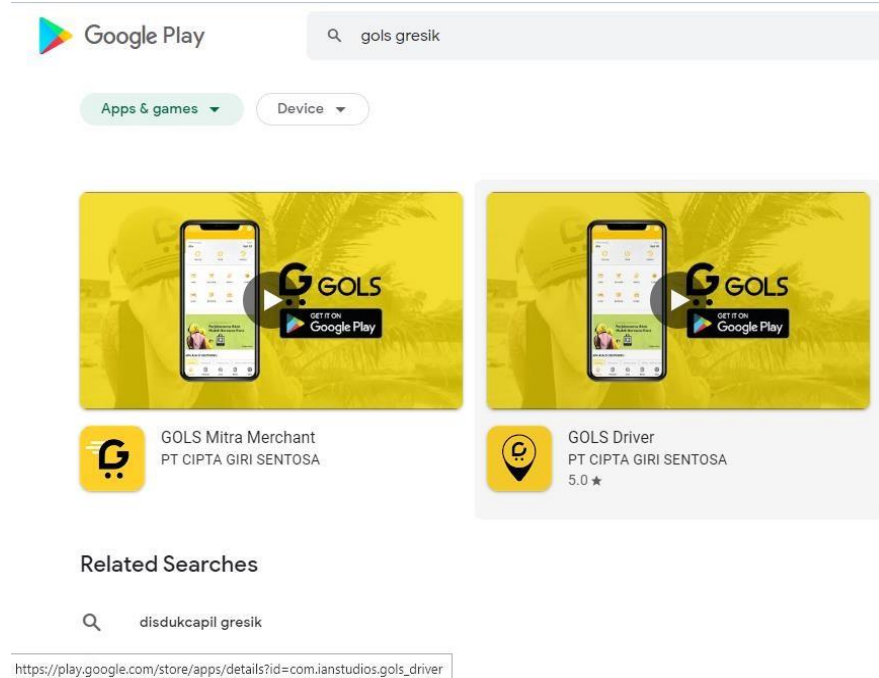 Google Play
gols gresik
Apps & games
Device
GOLS
GET IT ON
Google Play
GOLS
GET IT ON
Google Play
GOLS Mitra Merchant
PT CIPTA GIRI SENTOSA
GOLS Driver
PT CIPTA GIRI SENTOSA
5.0 ★
Related Searches
disdukcapil gresik
https://play.google.com/store/apps/details?id=com.ianstudios.gols_driver